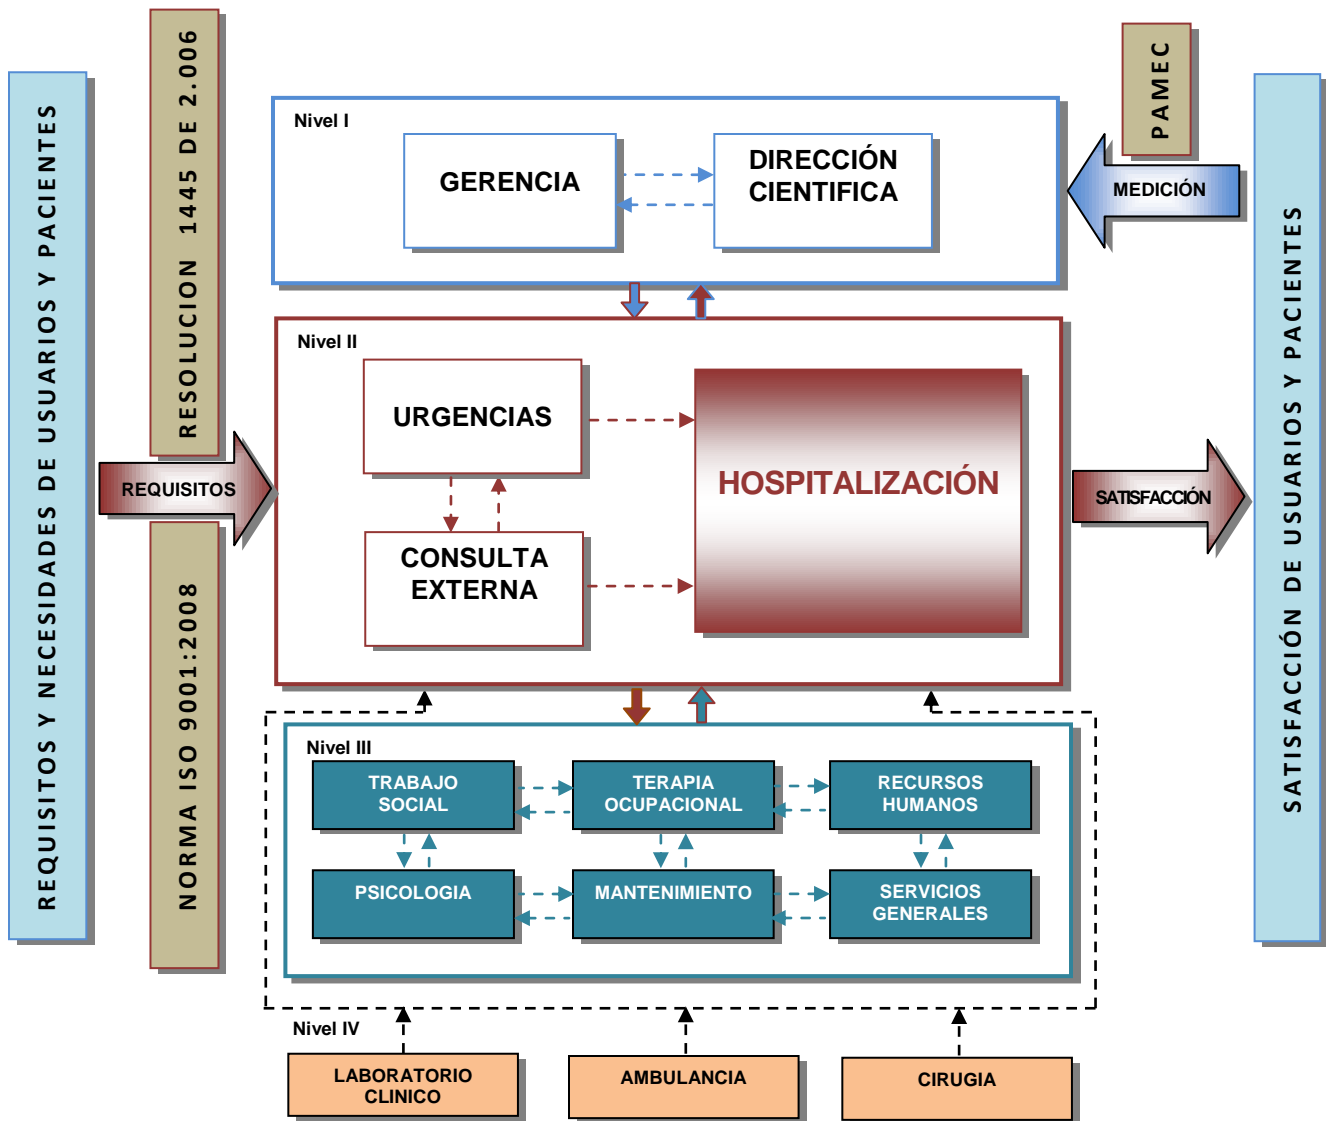 REQUISITOS Y NECESIDADES DE USUARIOS Y PACIENTES
RESOLUCION 1445 DE 2.006
NORMA ISO 9001:2008
REQUISITOS
Nivel I
GERENCIA
DIRECCIÓN
CIENTIFICA
PAMEC
MEDICIÓN
Nivel II
URGENCIAS
CONSULTA
EXTERNA
HOSPITALIZACIÓN
SATISFACCIÓN
SATISFACCIÓN DE USUARIOS Y PACIENTES
Nivel III
TRABAJO
SOCIAL
TERAPIA
OCUPACIONAL
RECURSOS
HUMANOS
PSICOLOGIA
MANTENIMIENTO
SERVICIOS
GENERALES
Nivel IV
LABORATORIO
CLINICO
AMBULANCIA
CIRUGIA